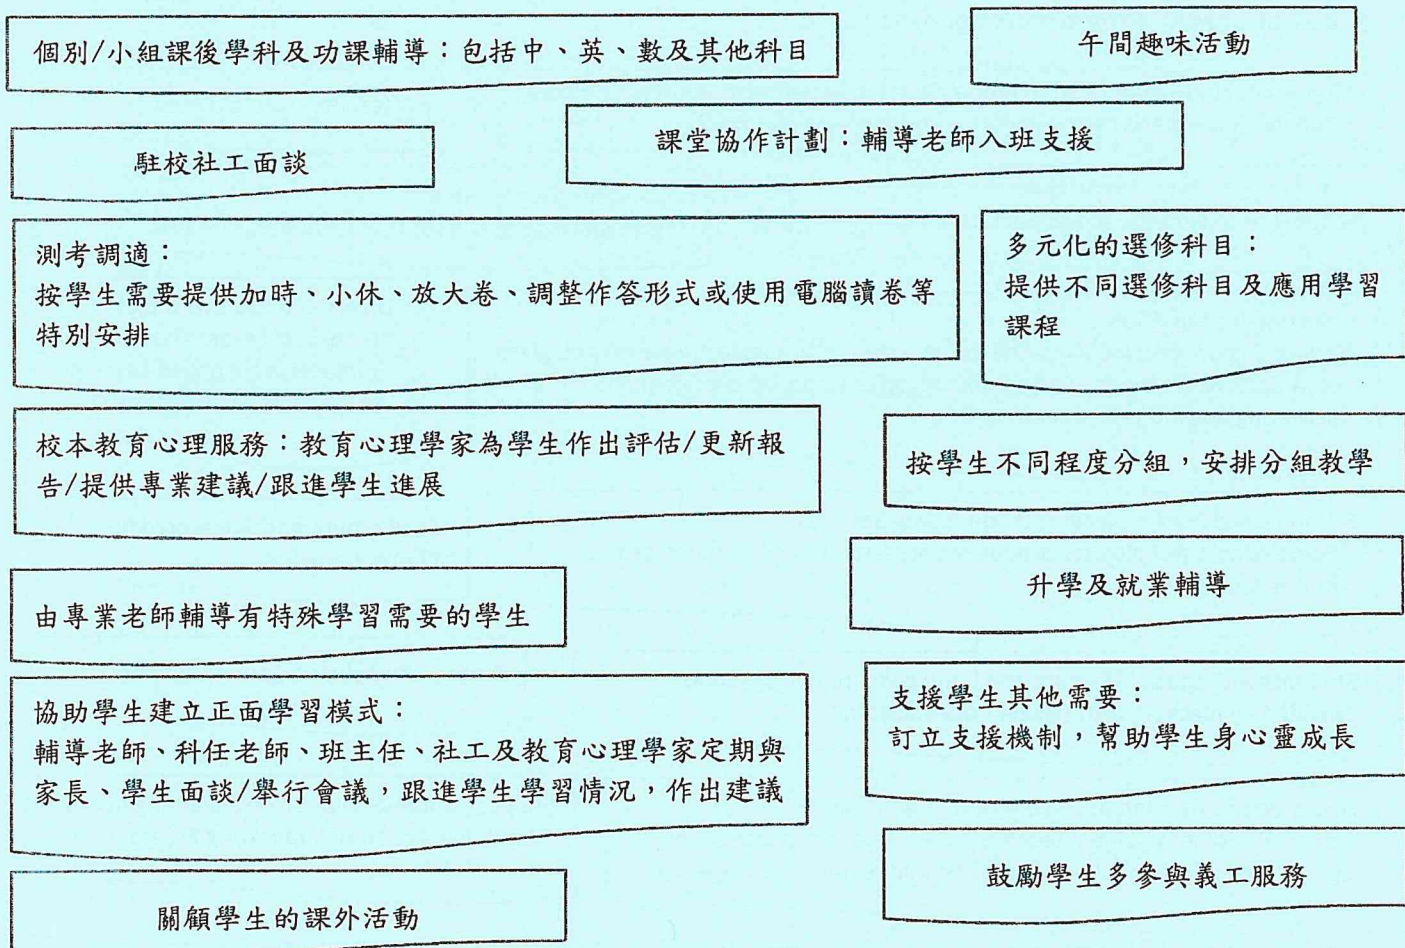 個別/小組課後學科及功課輔導：包括中、英、數及其他科目
午間趣味活動
駐校社工面談
課堂協作計劃：輔導老師入班支援
測考調適：
按學生需要提供加時、小休、放大卷、調整作答形式或使用電腦讀卷等
特別安排
多元化的選修科目：
提供不同選修科目及應用學習
課程
校本教育心理服務：教育心理學家為學生作出評估/更新報
告/提供專業建議/跟進學生進展
按學生不同程度分組，安排分組教學
由專業老師輔導有特殊學習需要的學生
升學及就業輔導
協助學生建立正面學習模式：
輔導老師、科任老師、班主任、社工及教育心理學家定期與
家長、學生面談/舉行會議，跟進學生學習情況，作出建議
支援學生其他需要：
訂立支援機制，幫助學生身心靈成長
鼓勵學生多參與義工服務
關顧學生的課外活動